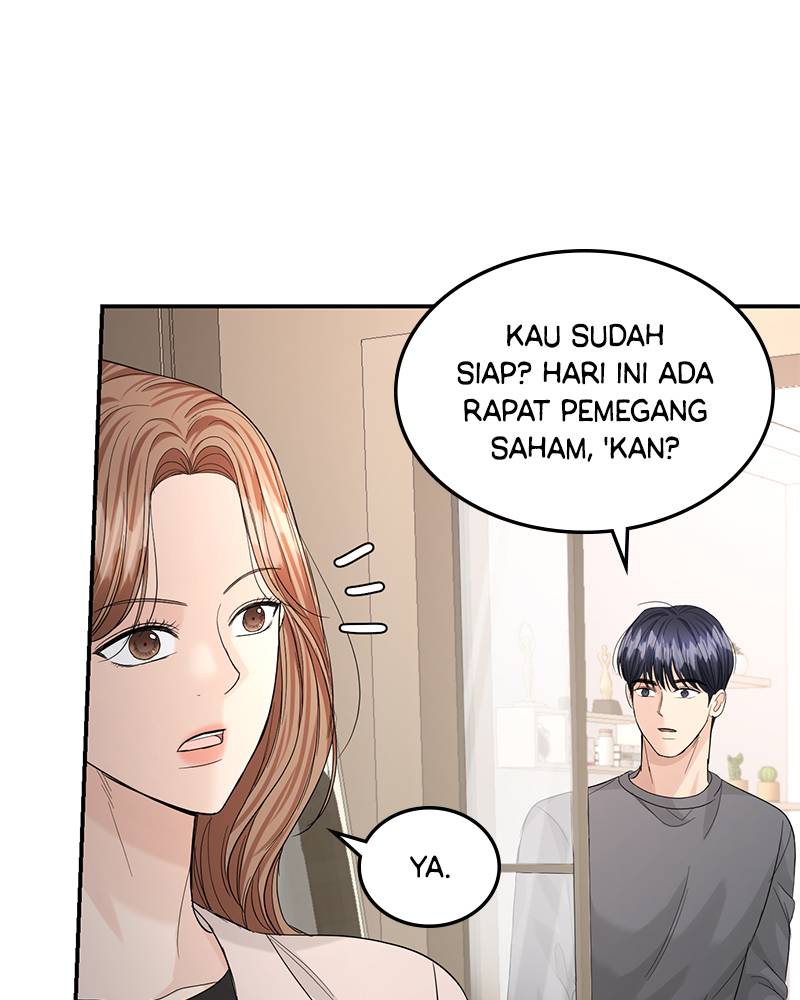 KAU SUDAH
SIAP? HARI INI ADA
RAPAT PEMEGANG
SAHAM, 'KAN?
YA.